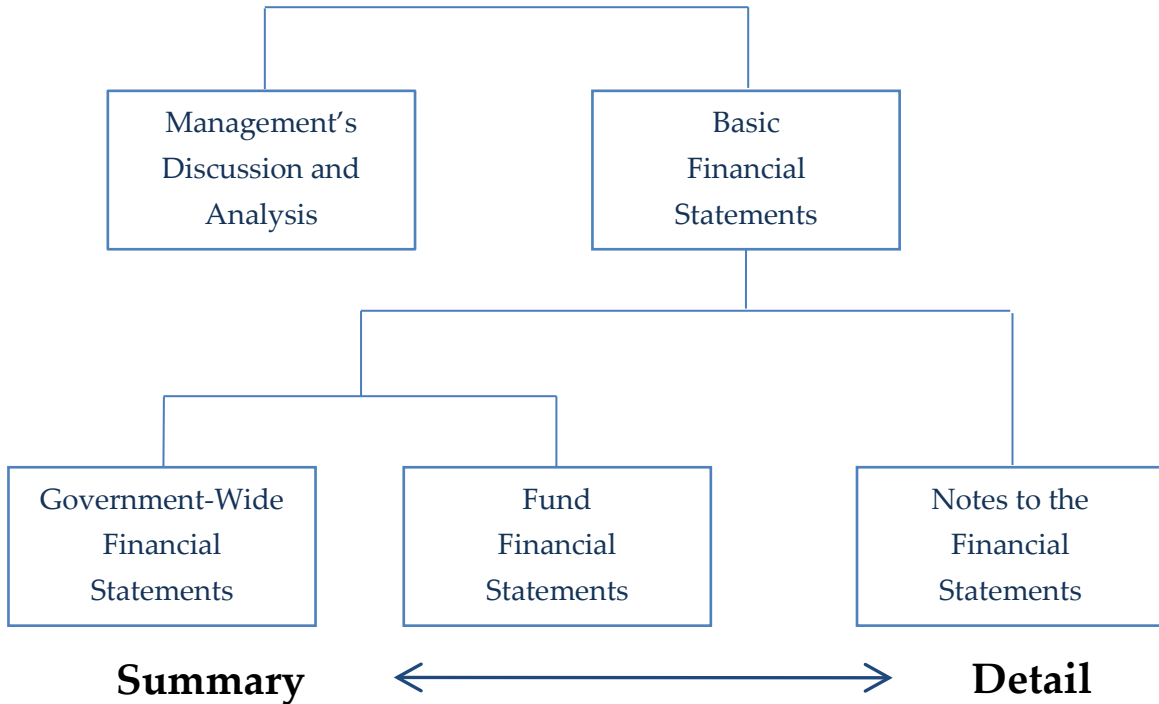 Management’s
Discussion and
Analysis
Basic
Financial
Statements
Government-Wide
Financial
Statements
Fund
Financial
Statements
Notes to the
Financial
Statements
Summary
Detail